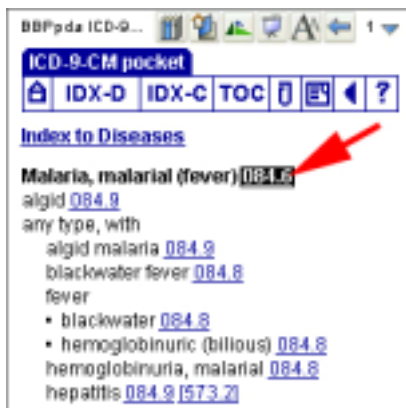 BBPpda ICD-9... 1
ICD-9-CM pocket
IDX-D IDX-C TOC ?
Index to Diseases
Malaria, malarial (fever) 084.6
algid 084.9
any type, with
algid malaria 084.9
blackwater fever 084.8
fever
• blackwater 084.8
• hemoglobinuric (bilious) 084.8
hemoglobinuria, malarial 084.8
hepatitis 084.9 [573.2]